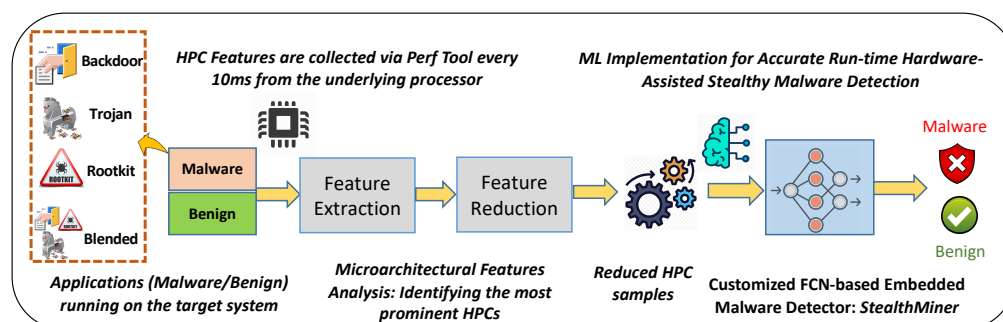 Backdoor
Trojan
Rootkit
ROOTKIT
Blended
HPC Features are collected via Perf Tool every
10ms from the underlying processor
ML Implementation for Accurate Run-time Hardware-
Assisted Stealthy Malware Detection
Malware
Benign
Feature
Extraction
Feature
Reduction
Malware
Benign
Applications (Malware/Benign)
running on the target system
Microarchitectural Features
Analysis: Identifying the most
prominent HPCs
Reduced HPC
samples
Customized FCN-based Embedded
Malware Detector: StealthMiner